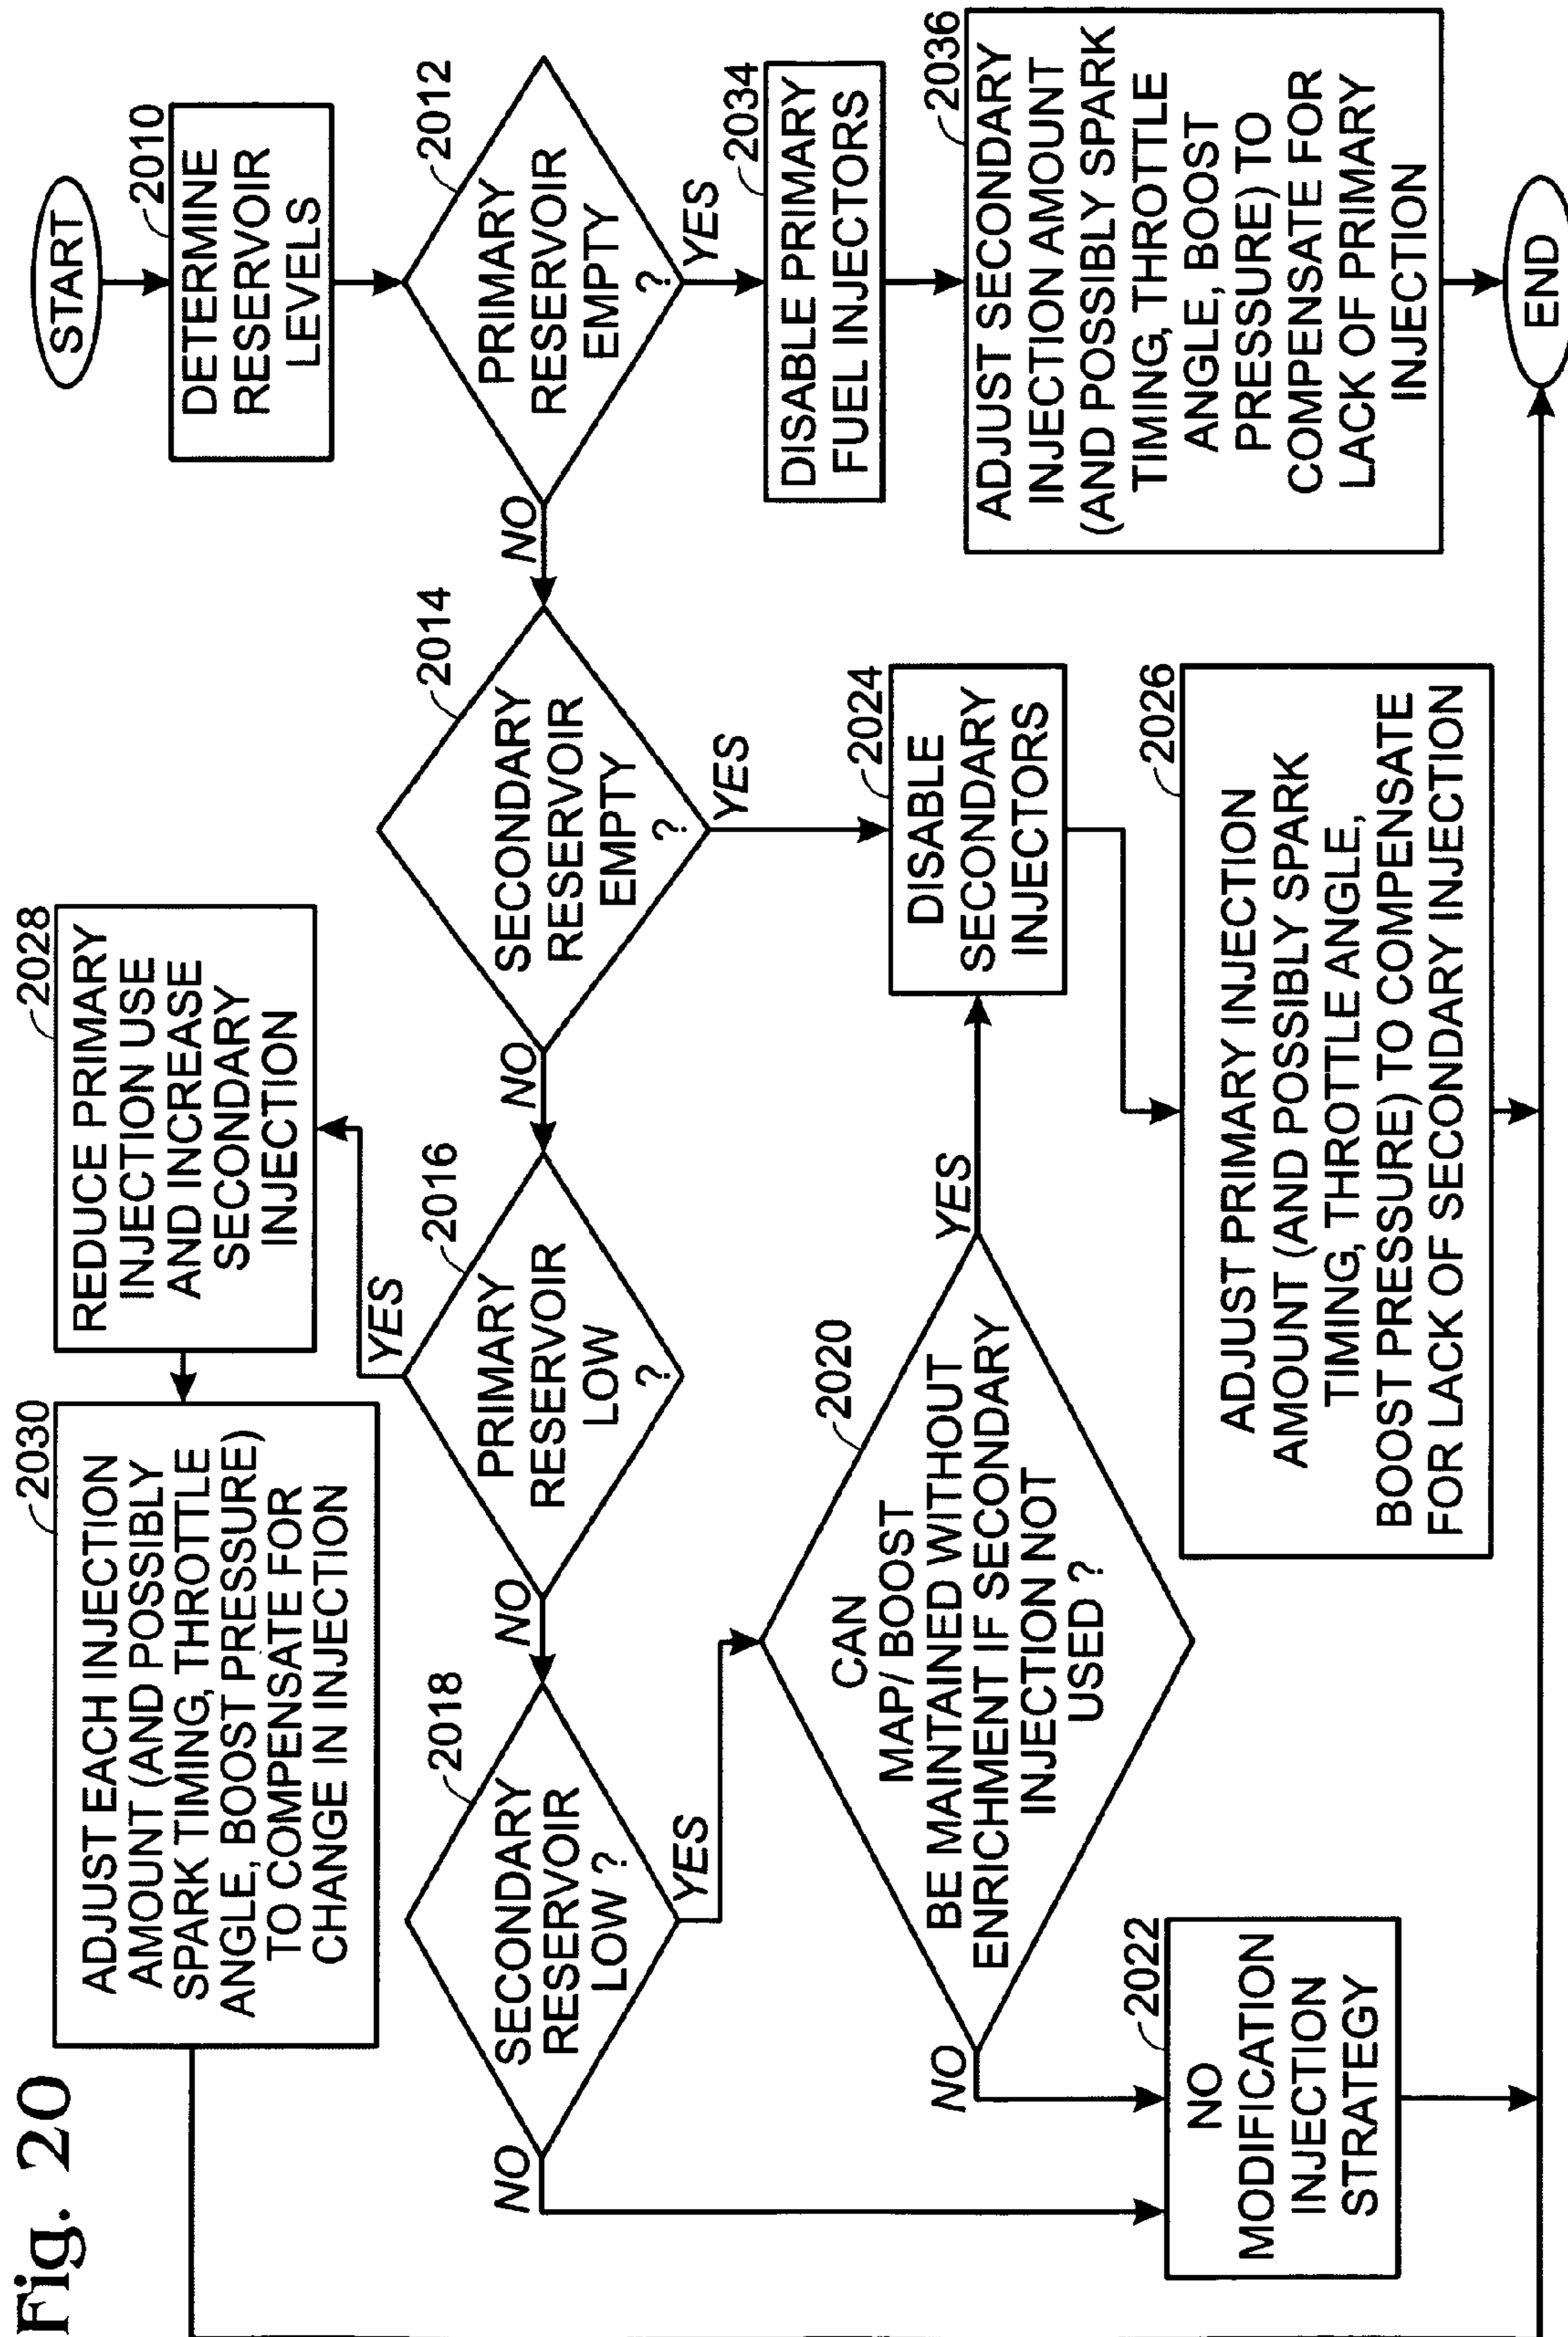 Fig. 20
START
2010
DETERMINE
RESERVOIR
LEVELS
2012
PRIMARY
RESERVOIR
EMPTY
?
YES
NO
2034
DISABLE PRIMARY
FUEL INJECTORS
2036
ADJUST SECONDARY
INJECTION AMOUNT
(AND POSSIBLY SPARK
TIMING, THROTTLE
ANGLE, BOOST
PRESSURE) TO
COMPENSATE FOR
LACK OF PRIMARY
INJECTION
END
2014
SECONDARY
RESERVOIR
EMPTY
?
YES
NO
2024
DISABLE
SECONDARY
INJECTORS
2026
ADJUST PRIMARY INJECTION
AMOUNT (AND POSSIBLY SPARK
TIMING, THROTTLE ANGLE,
BOOST PRESSURE) TO COMPENSATE
FOR LACK OF SECONDARY INJECTION
2016
PRIMARY
RESERVOIR
LOW
?
YES
NO
2028
REDUCE PRIMARY
INJECTION USE
AND INCREASE
SECONDARY
INJECTION
2030
ADJUST EACH INJECTION
AMOUNT (AND POSSIBLY
SPARK TIMING, THROTTLE
ANGLE, BOOST PRESSURE)
TO COMPENSATE FOR
CHANGE IN INJECTION
2018
SECONDARY
RESERVOIR
LOW ?
YES
NO
2020
CAN
MAP/ BOOST
BE MAINTAINED WITHOUT
ENRICHMENT IF SECONDARY
INJECTION NOT
USED ?
YES
NO
2022
NO
MODIFICATION
INJECTION
STRATEGY